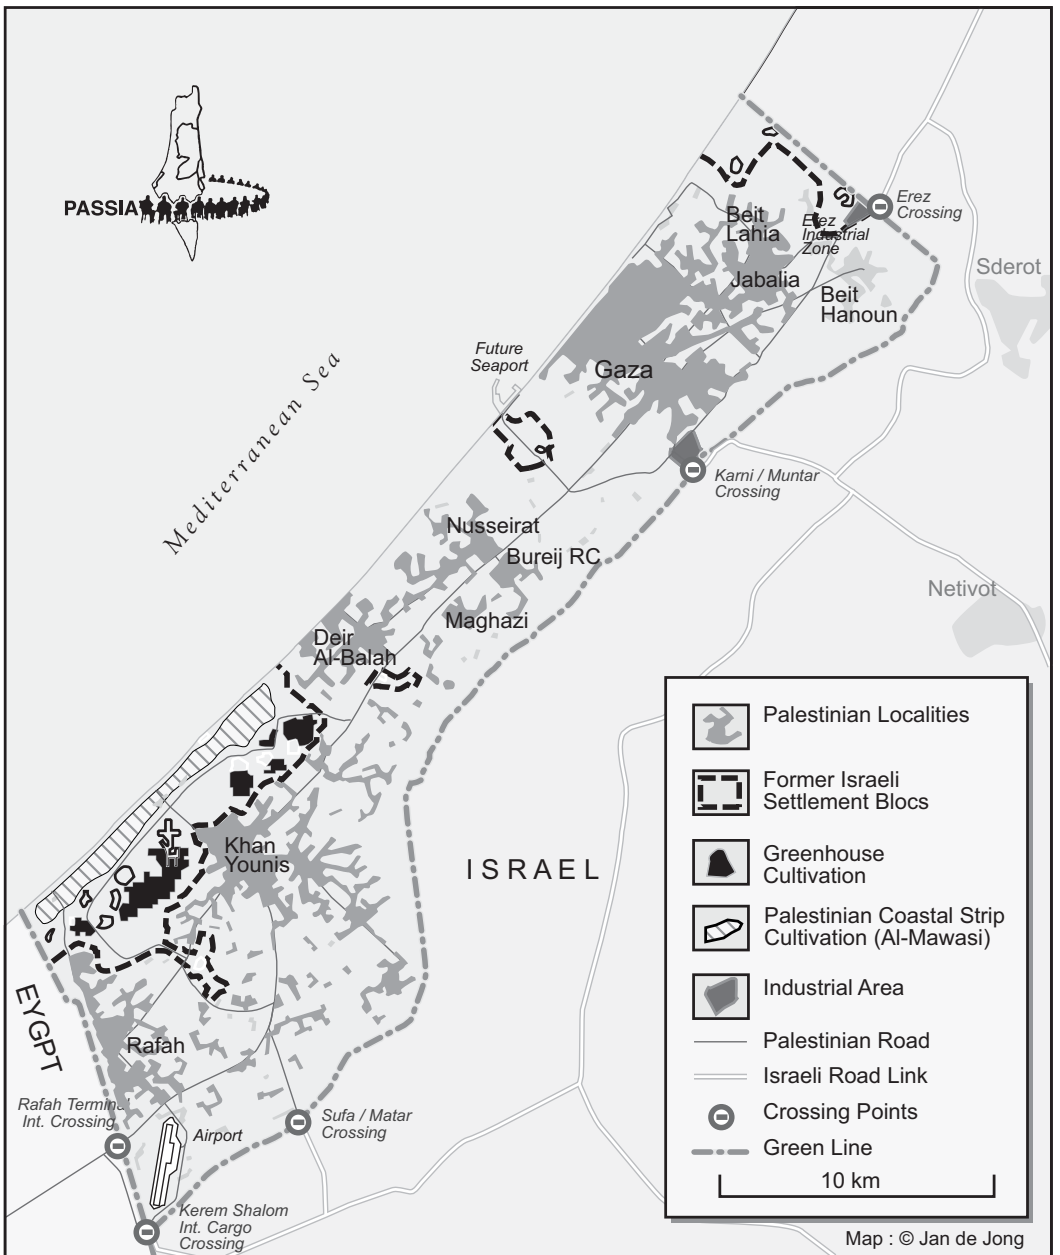 PASSIA
Erez
Crossing
Beit
Lahia
Erez
Industrial
Zone
Sderot
Jabalia
Beit
Hanoun
Future
Seaport
Gaza
Mediterranean Sea
Karni / Muntar
Crossing
Nusseirat
Bureij RC
Netivot
Maghazi
Deir
Al-Balah
Khan
Younis
ISRAEL
EYGPT
Rafah
Rafah Terminal
Int. Crossing
Sufa / Matar
Crossing
Airport
Kerem Shalom
Int. Cargo
Crossing
Palestinian Localities
Former Israeli
Settlement Blocs
Greenhouse
Cultivation
Palestinian Coastal Strip
Cultivation (Al-Mawasi)
Industrial Area
Palestinian Road
Israeli Road Link
Crossing Points
Green Line
10 km
Map : © Jan de Jong